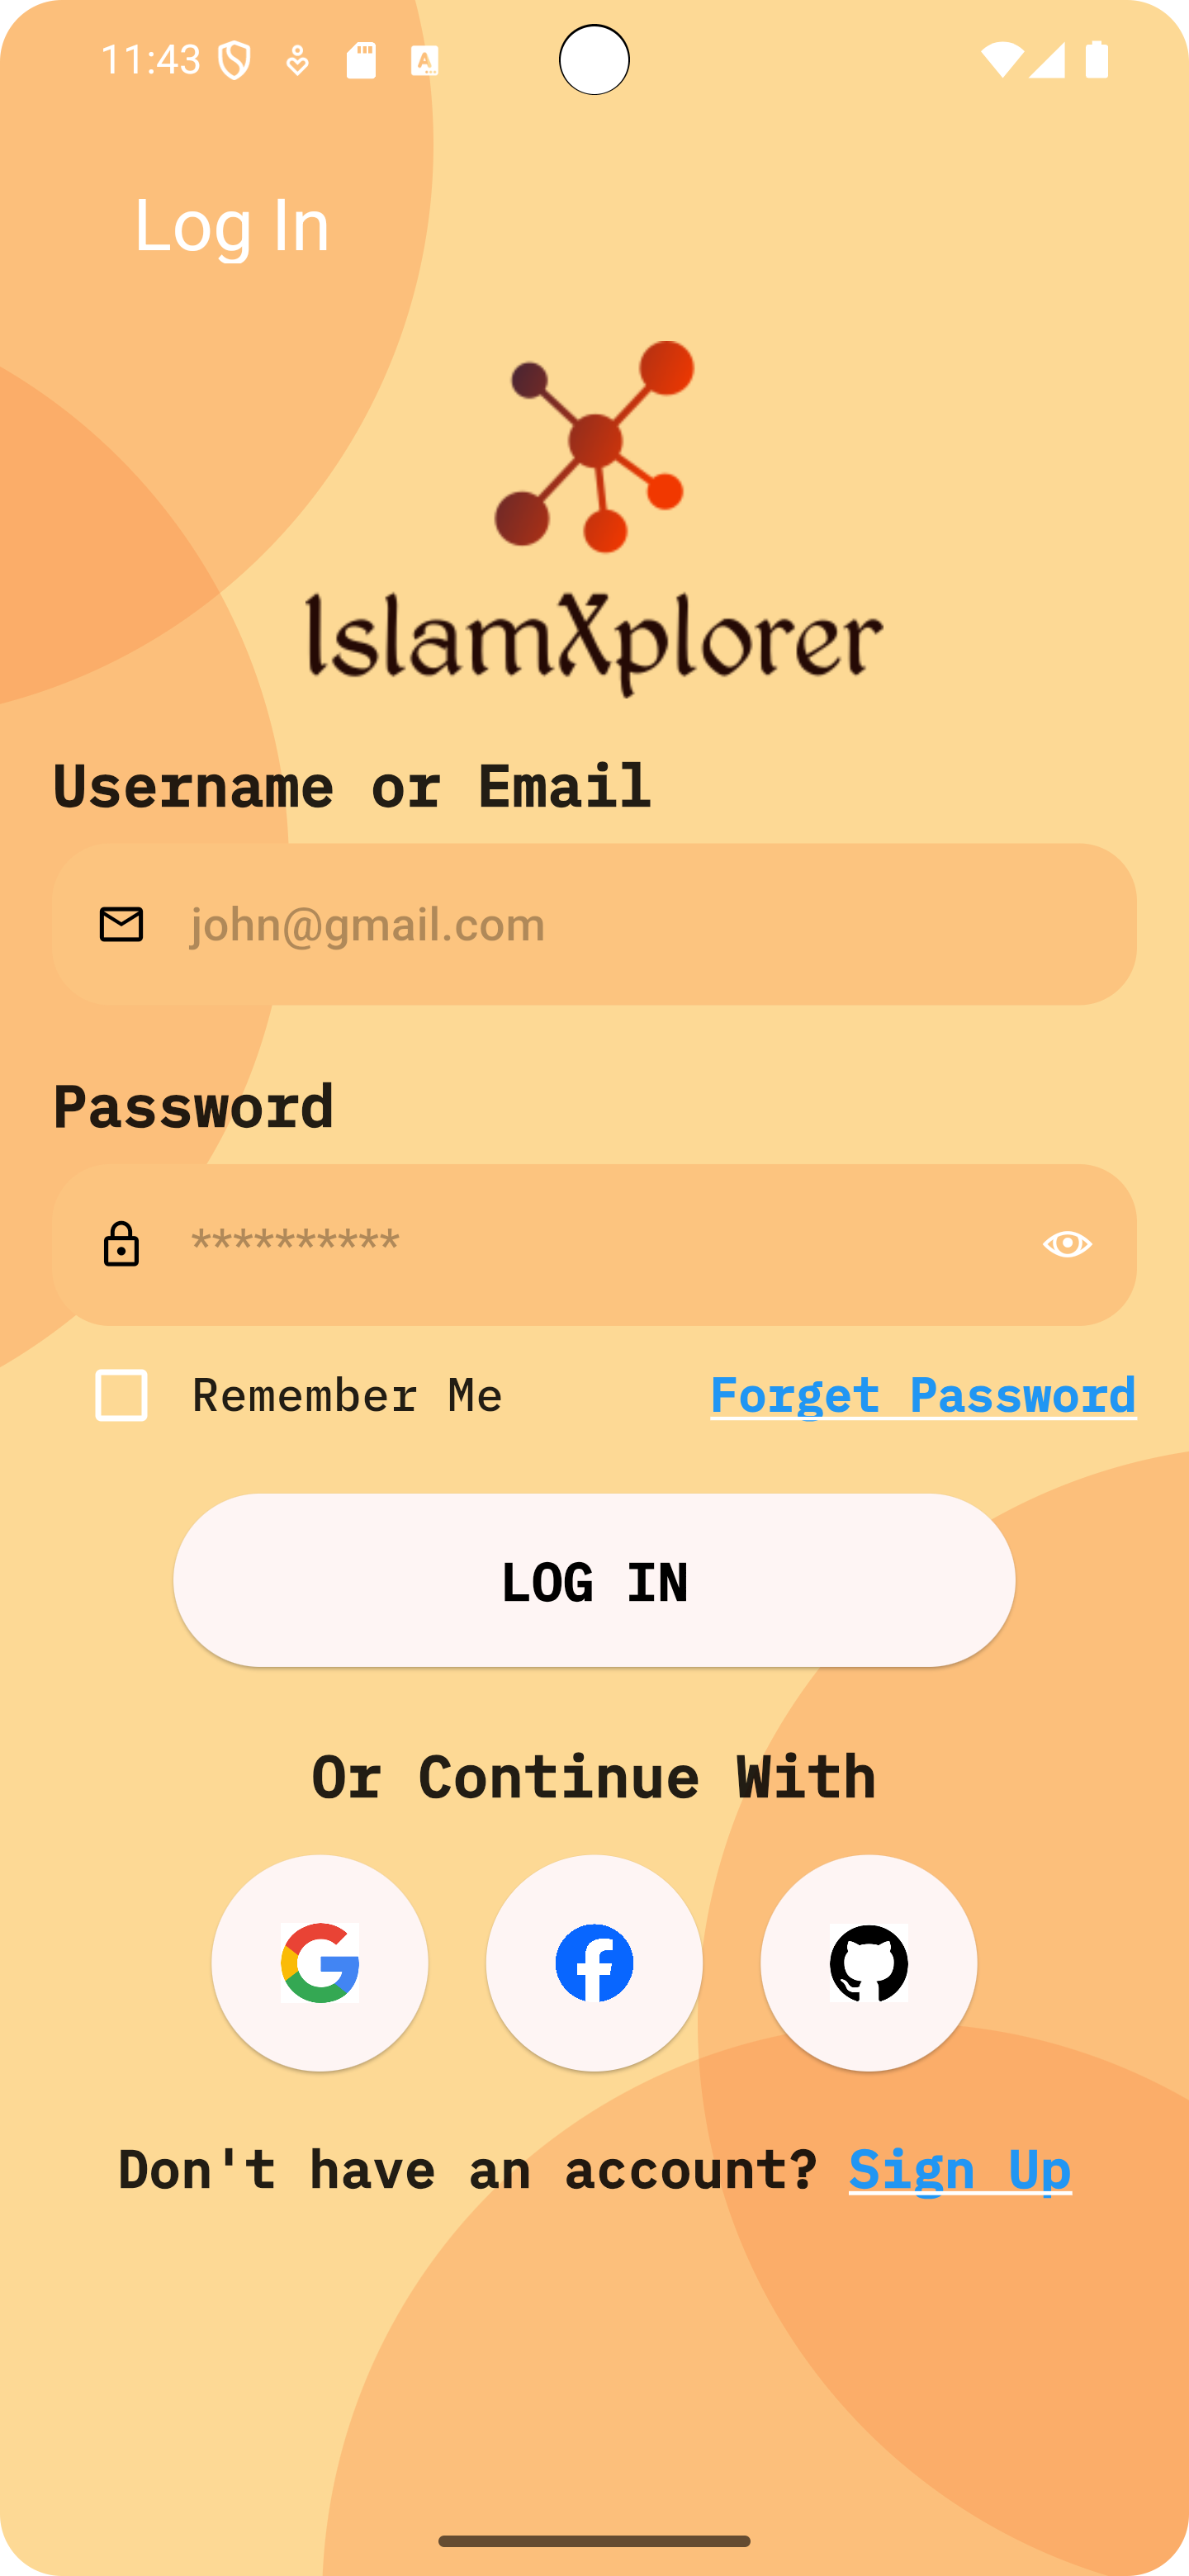 11:43
Log In
IslamXplorer
Username or Email
john@gmail.com
Password
**********
Remember Me Forget Password
LOG IN
Or Continue With
Don't have an account? Sign Up